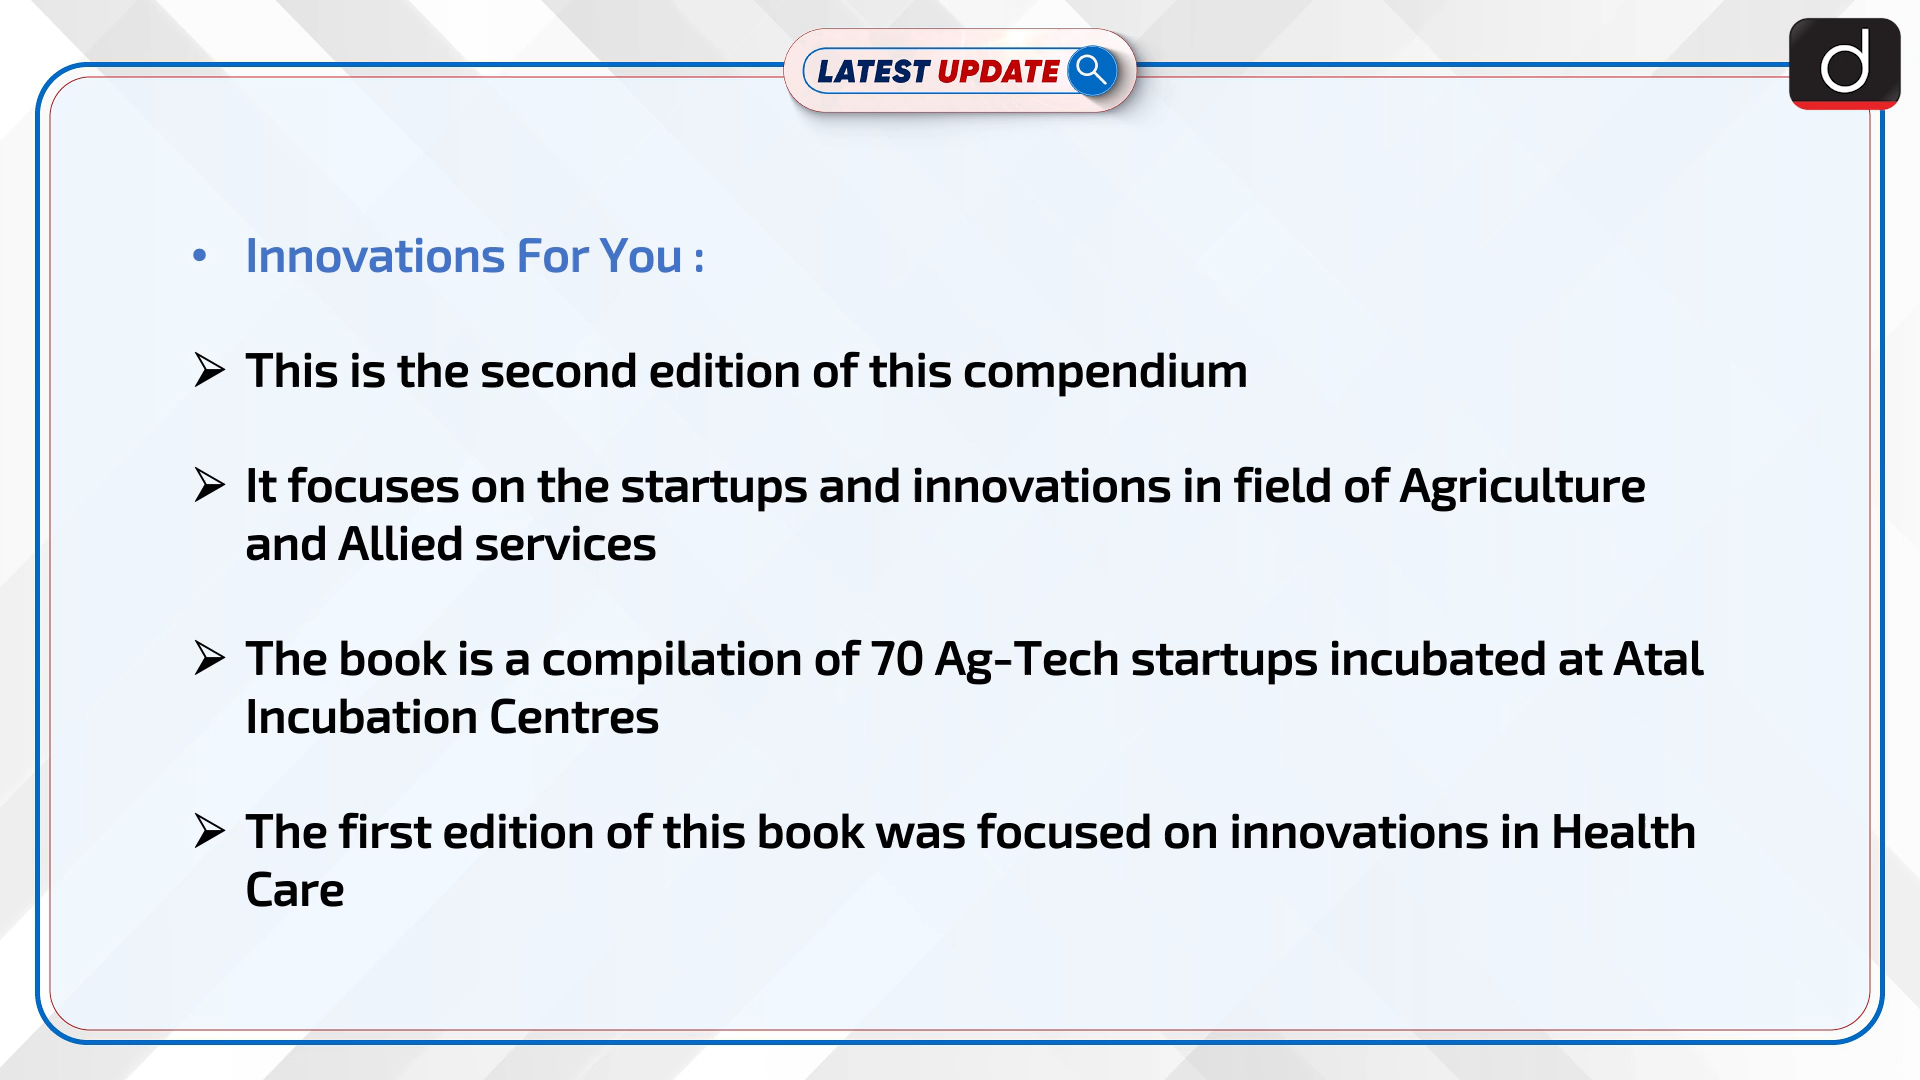 LATEST UPDATE
d
• Innovations For You :
➢ This is the second edition of this compendium
➢ It focuses on the startups and innovations in field of Agriculture
and Allied services
➢ The book is a compilation of 70 Ag-Tech startups incubated at Atal
Incubation Centres
➢ The first edition of this book was focused on innovations in Health
Care